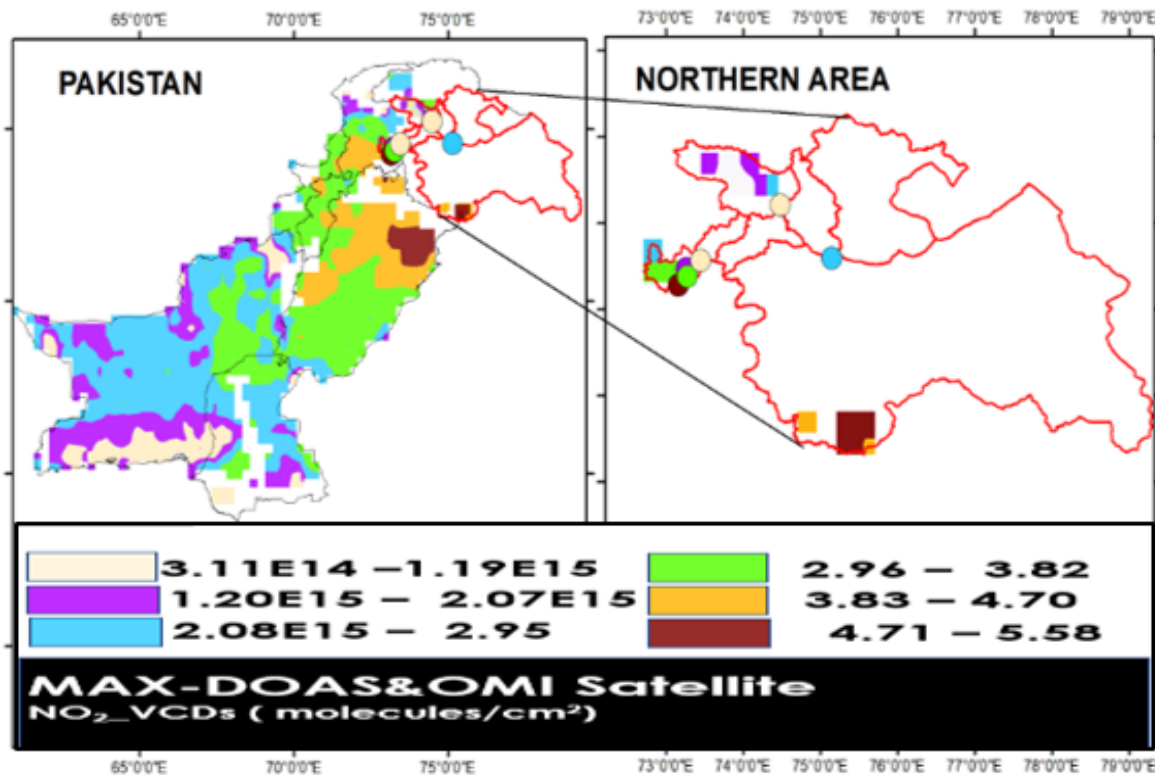 65°0'0"E 70°0'0"E 75°0'0"E
73°0'0"E 74°0'0"E 75°0'0"E 76°0'0"E 77°0'0"E 78°0'0"E 79°0'0"E
PAKISTAN
NORTHERN AREA
3.11E14 –1.19E15
1.20E15 – 2.07E15
2.08E15 – 2.95
2.96 – 3.82
3.83 – 4.70
4.71 – 5.58
MAX-DOAS&OMI Satellite
NO₂_VCDs ( molecules/cm²)
65°0'0"E 70°0'0"E 75°0'0"E
73°0'0"E 74°0'0"E 75°0'0"E 76°0'0"E 77°0'0"E 78°0'0"E 79°0'0"E